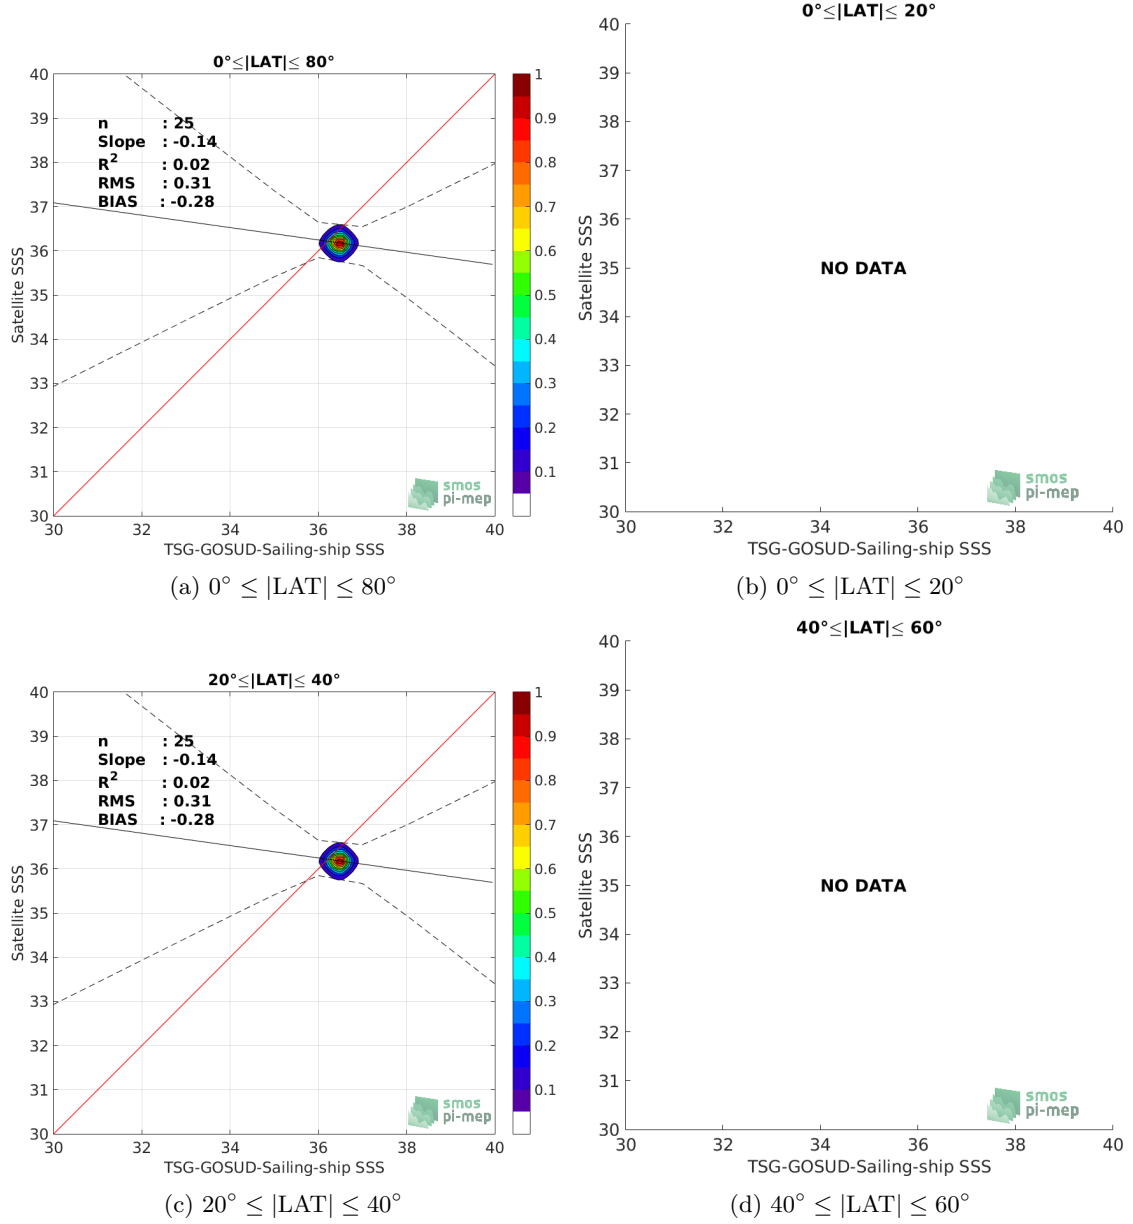 0°≤|LAT|≤ 80°
40
39
38
37
36
35
34
33
32
31
30
Satellite SSS
n : 25
Slope : -0.14
R² : 0.02
RMS : 0.31
BIAS : -0.28
1
0.9
0.8
0.7
0.6
0.5
0.4
0.3
0.2
0.1
smos
pi-mep
30 32 34 36 38 40
TSG-GOSUD-Sailing-ship SSS
(a) 0° ≤ |LAT| ≤ 80°
0°≤|LAT|≤ 20°
40
39
38
37
36
35
34
33
32
31
30
Satellite SSS
NO DATA
smos
pi-mep
30 32 34 36 38 40
TSG-GOSUD-Sailing-ship SSS
(b) 0° ≤ |LAT| ≤ 20°
20°≤|LAT|≤ 40°
40
39
38
37
36
35
34
33
32
31
30
Satellite SSS
n : 25
Slope : -0.14
R² : 0.02
RMS : 0.31
BIAS : -0.28
1
0.9
0.8
0.7
0.6
0.5
0.4
0.3
0.2
0.1
smos
pi-mep
30 32 34 36 38 40
TSG-GOSUD-Sailing-ship SSS
(c) 20° ≤ |LAT| ≤ 40°
40°≤|LAT|≤ 60°
40
39
38
37
36
35
34
33
32
31
30
Satellite SSS
NO DATA
smos
pi-mep
30 32 34 36 38 40
TSG-GOSUD-Sailing-ship SSS
(d) 40° ≤ |LAT| ≤ 60°